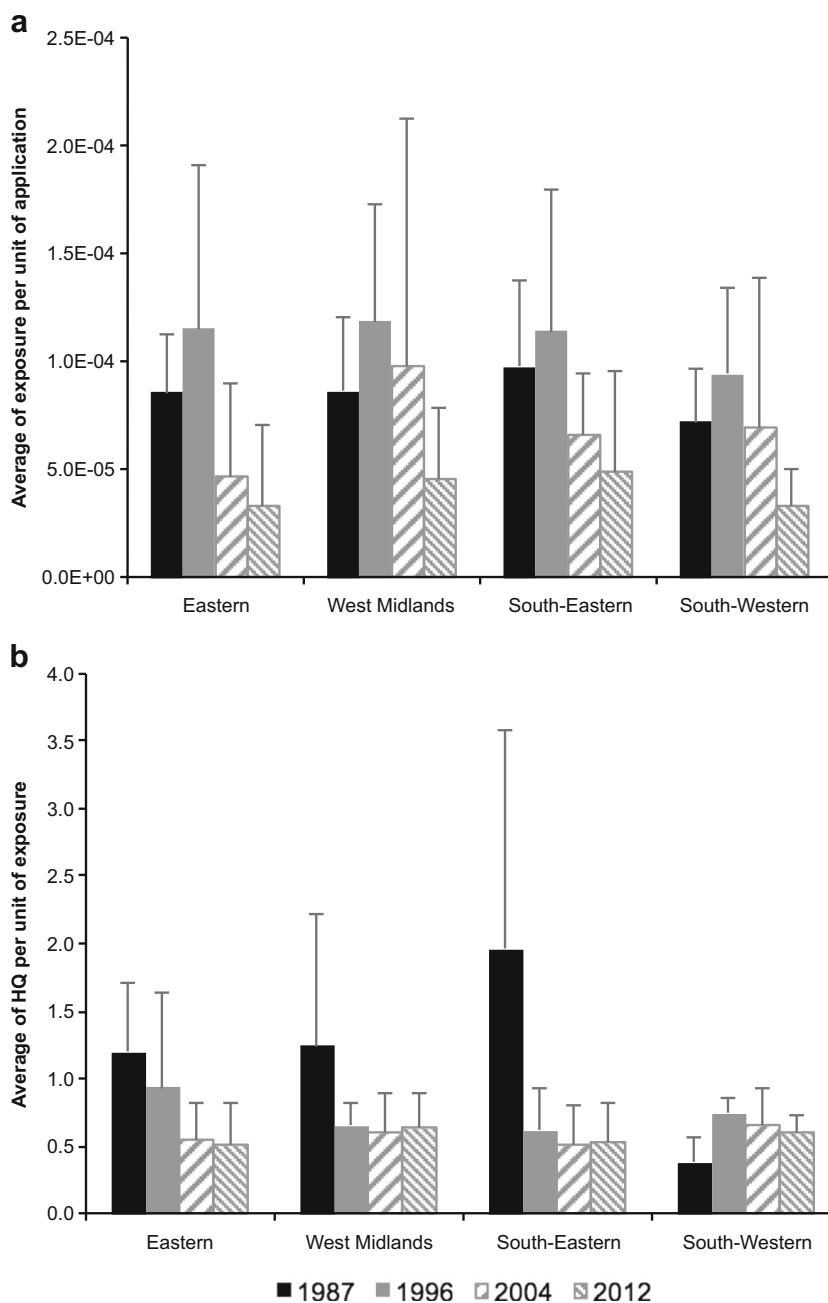 a
Average of exposure per unit of application
2.5E-04
2.0E-04
1.5E-04
1.0E-04
5.0E-05
0.0E+00
Eastern West Midlands South-Eastern South-Western
b
Average of HQ per unit of exposure
4.0
3.5
3.0
2.5
2.0
1.5
1.0
0.5
0.0
Eastern West Midlands South-Eastern South-Western
1987 1996 2004 2012